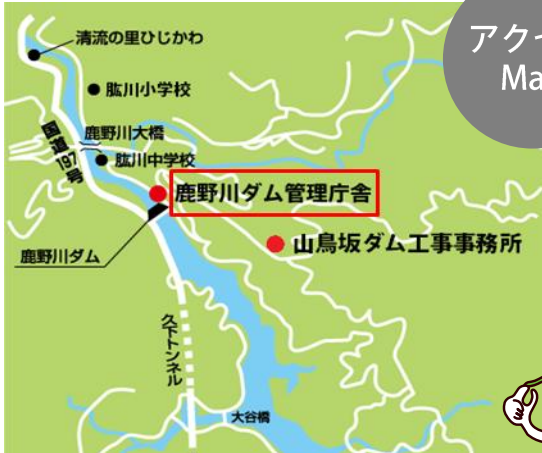 アクイ
Ma
清流の里ひじかわ
肱川小学校
鹿野川大橋
国道197号
肱川中学校
鹿野川ダム管理庁舎
山鳥坂ダム工事事務所
鹿野川ダム
久下トンネル
大谷橋